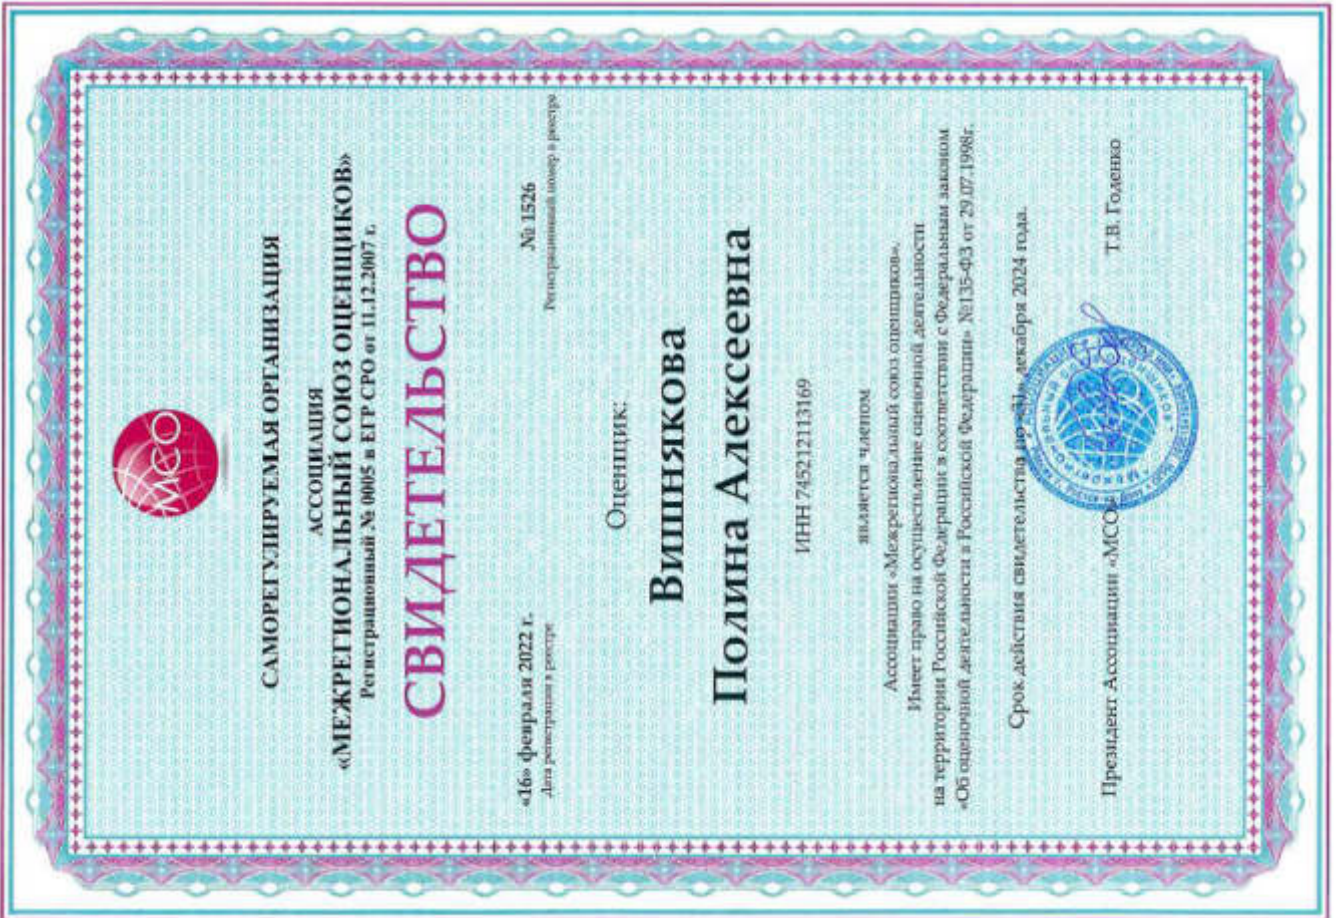 МСО
САМОРЕГУЛИРУЕМАЯ ОРГАНИЗАЦИЯ
АССОЦИАЦИЯ
«МЕЖРЕГИОНАЛЬНЫЙ СОЮЗ ОЦЕНЩИКОВ»
Регистрационный № 0005 в ЕГР СРО от 11.12.2007 г.
СВИДЕТЕЛЬСТВО
«16» февраля 2022 г. № 1526
Дата регистрации в реестре Регистрационный номер в реестре
Оценщик:
Вишнякова
Полина Алексеевна
ИНН 745212113169
является членом
Ассоциации «Межрегиональный союз оценщиков».
Имеет право на осуществление оценочной деятельности
на территории Российской Федерации в соответствии с Федеральным законом
«Об оценочной деятельности в Российской Федерации» №135-ФЗ от 29.07.1998г.
Срок действия свидетельства по «31» декабря 2024 года.
Президент Ассоциации «МСО» Т.В. Годенко